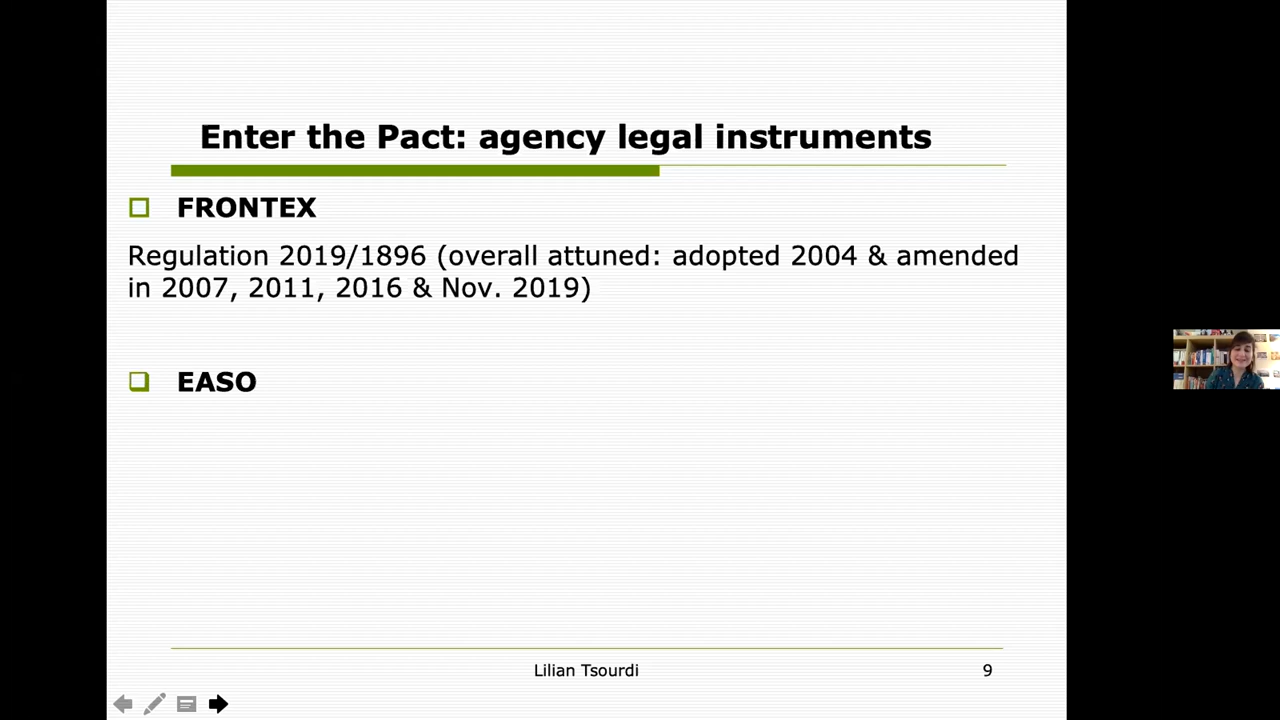 Enter the Pact: agency legal instruments
FRONTEX
Regulation 2019/1896 (overall attuned: adopted 2004 & amended
in 2007, 2011, 2016 & Nov. 2019)
EASO
Lilian Tsourdi
9